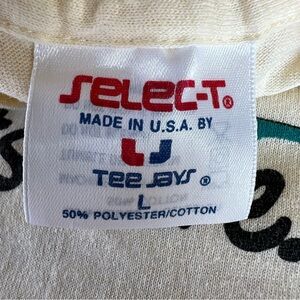 SELEC-T®
MADE IN U.S.A. BY
TEE JAYS ®
L
50% POLYESTER/COTTON